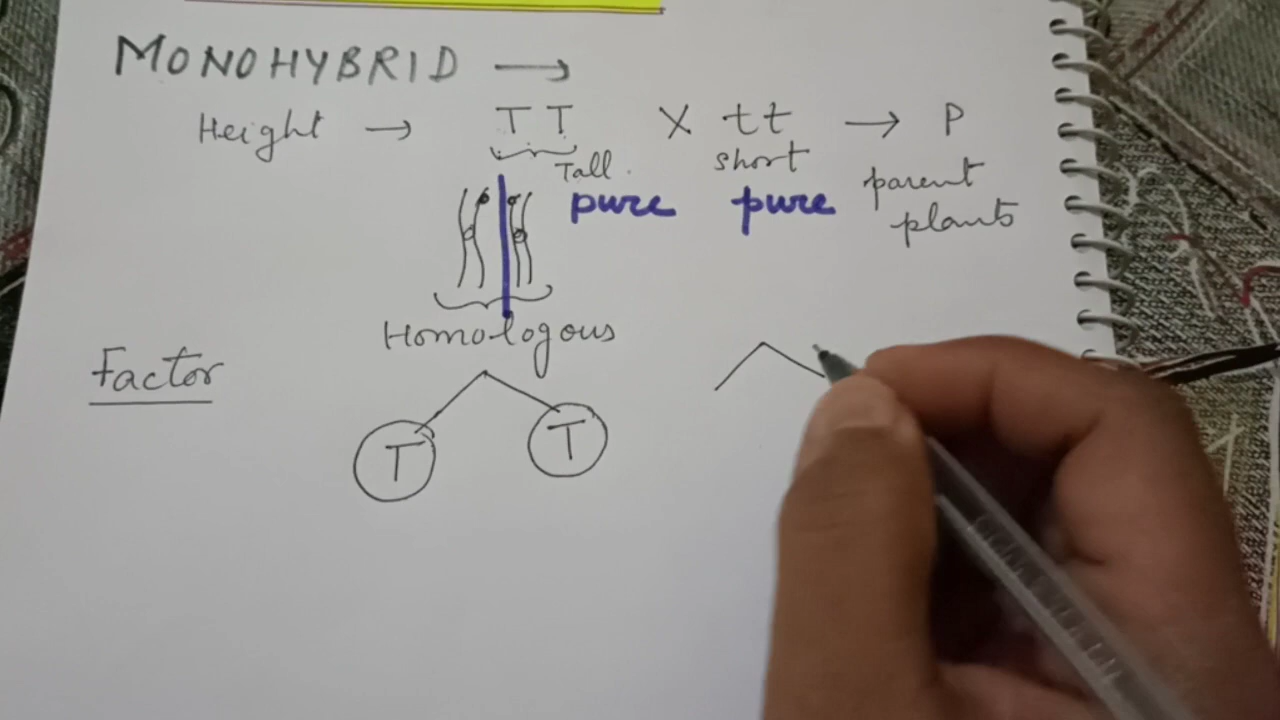 MONOHYBRID →
Height → TT X tt → P
Tall short parent
pure pure plants
Homologous
Factor
T T